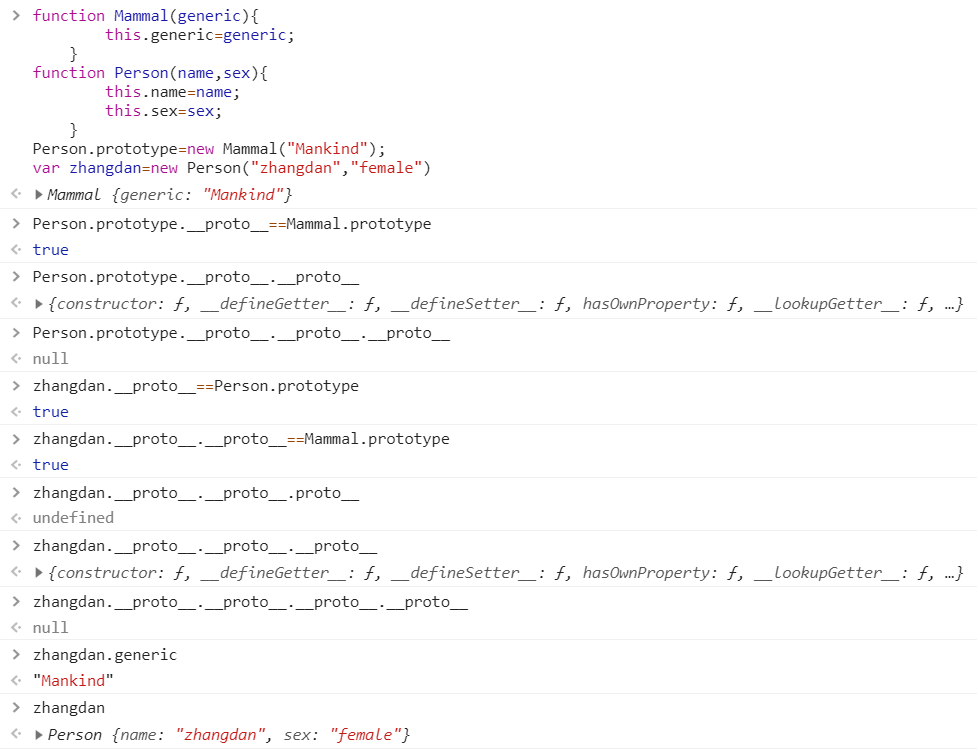 > function Mammal(generic){
        this.generic=generic;
    }
function Person(name,sex){
        this.name=name;
        this.sex=sex;
    }
Person.prototype=new Mammal("Mankind");
var zhangdan=new Person("zhangdan","female")
▶Mammal {generic: "Mankind"}
> Person.prototype.__proto__==Mammal.prototype
true
> Person.prototype.__proto__.__proto__
▶{constructor: ƒ, __defineGetter__: ƒ, __defineSetter__: ƒ, hasOwnProperty: ƒ, __lookupGetter__: ƒ, …}
> Person.prototype.__proto__.__proto__.__proto__
null
> zhangdan.__proto__==Person.prototype
true
> zhangdan.__proto__.__proto__==Mammal.prototype
true
> zhangdan.__proto__.__proto__.proto__
undefined
> zhangdan.__proto__.__proto__.__proto__
▶{constructor: ƒ, __defineGetter__: ƒ, __defineSetter__: ƒ, hasOwnProperty: ƒ, __lookupGetter__: ƒ, …}
> zhangdan.__proto__.__proto__.__proto__.__proto__
null
> zhangdan.generic
"Mankind"
> zhangdan
▶Person {name: "zhangdan", sex: "female"}